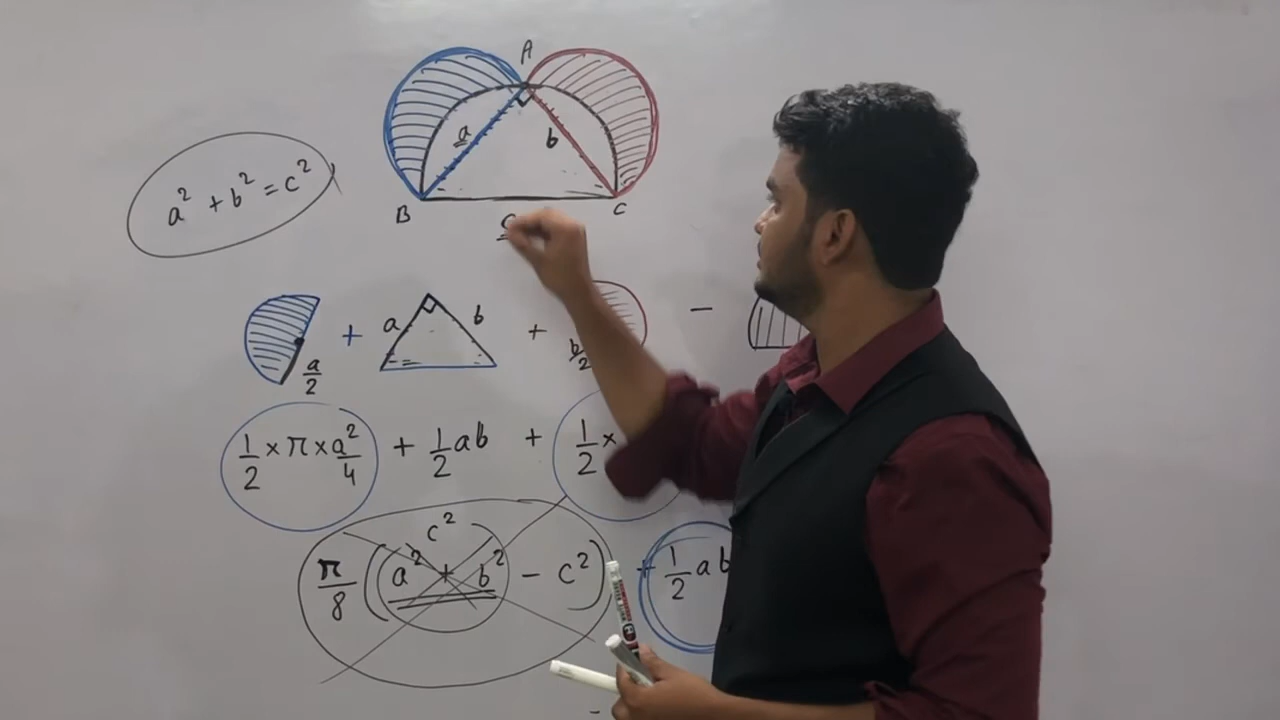 A
a b
a² + b² = c²
B c C
a/2 + a b + b/2 -
1/2 × π × a²/4 + 1/2 ab + 1/2 ×
c²
π/8 ((a² + b²) - c²) + 1/2 ab